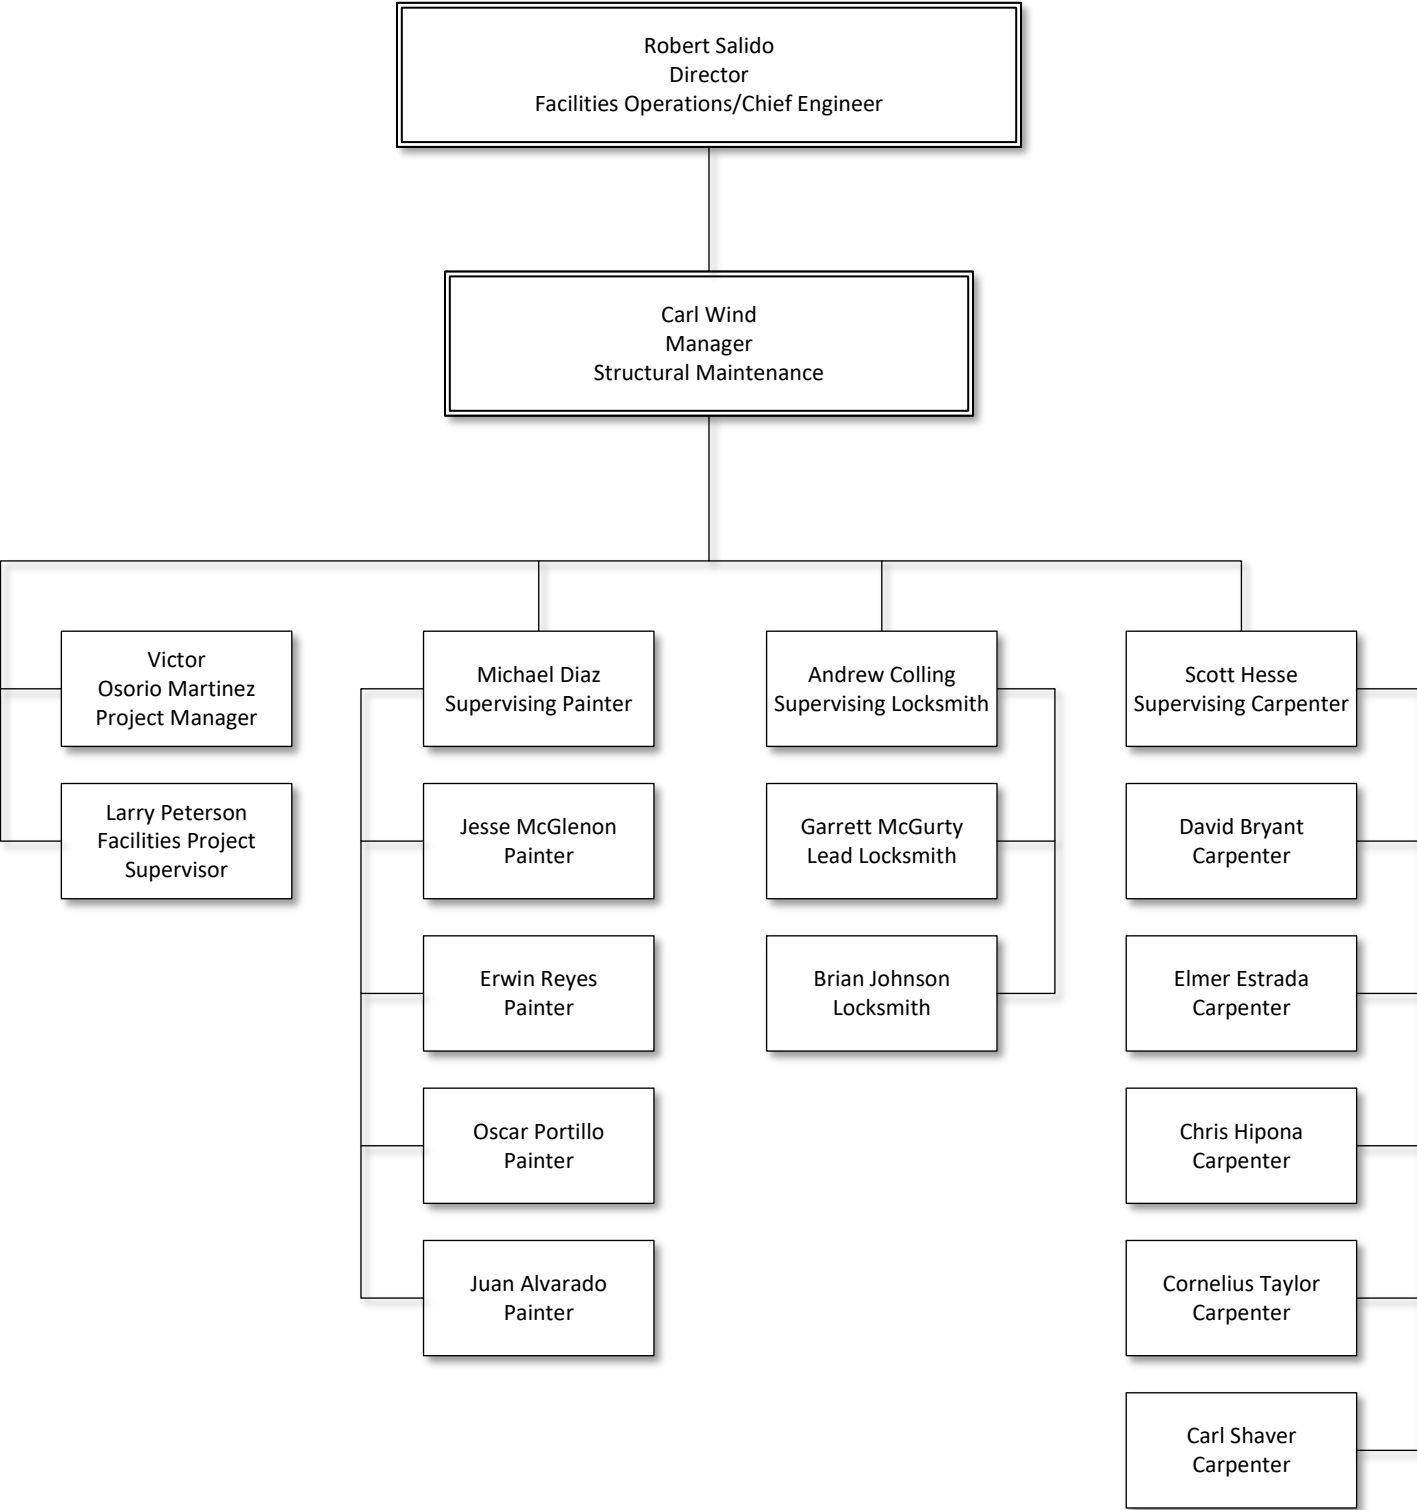 Robert Salido
Director
Facilities Operations/Chief Engineer
Carl Wind
Manager
Structural Maintenance
Victor
Osorio Martinez
Project Manager
Larry Peterson
Facilities Project
Supervisor
Michael Diaz
Supervising Painter
Jesse McGlenon
Painter
Erwin Reyes
Painter
Oscar Portillo
Painter
Juan Alvarado
Painter
Andrew Colling
Supervising Locksmith
Garrett McGurty
Lead Locksmith
Brian Johnson
Locksmith
Scott Hesse
Supervising Carpenter
David Bryant
Carpenter
Elmer Estrada
Carpenter
Chris Hipona
Carpenter
Cornelius Taylor
Carpenter
Carl Shaver
Carpenter